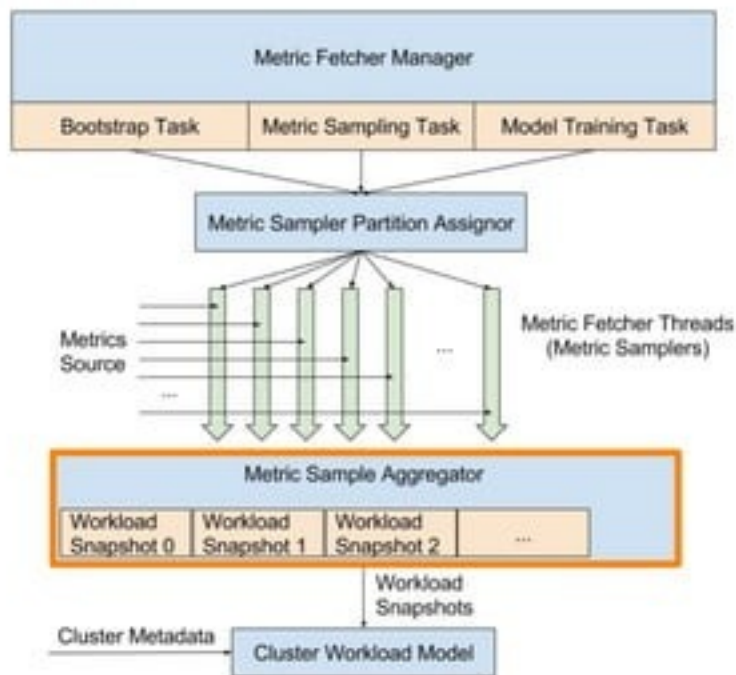 Metric Fetcher Manager
Bootstrap Task
Metric Sampling Task
Model Training Task
Metric Sampler Partition Assignor
Metrics
Source
...
...
Metric Fetcher Threads
(Metric Samplers)
Metric Sample Aggregator
Workload
Snapshot 0
Workload
Snapshot 1
Workload
Snapshot 2
...
Workload
Snapshots
Cluster Metadata
Cluster Workload Model